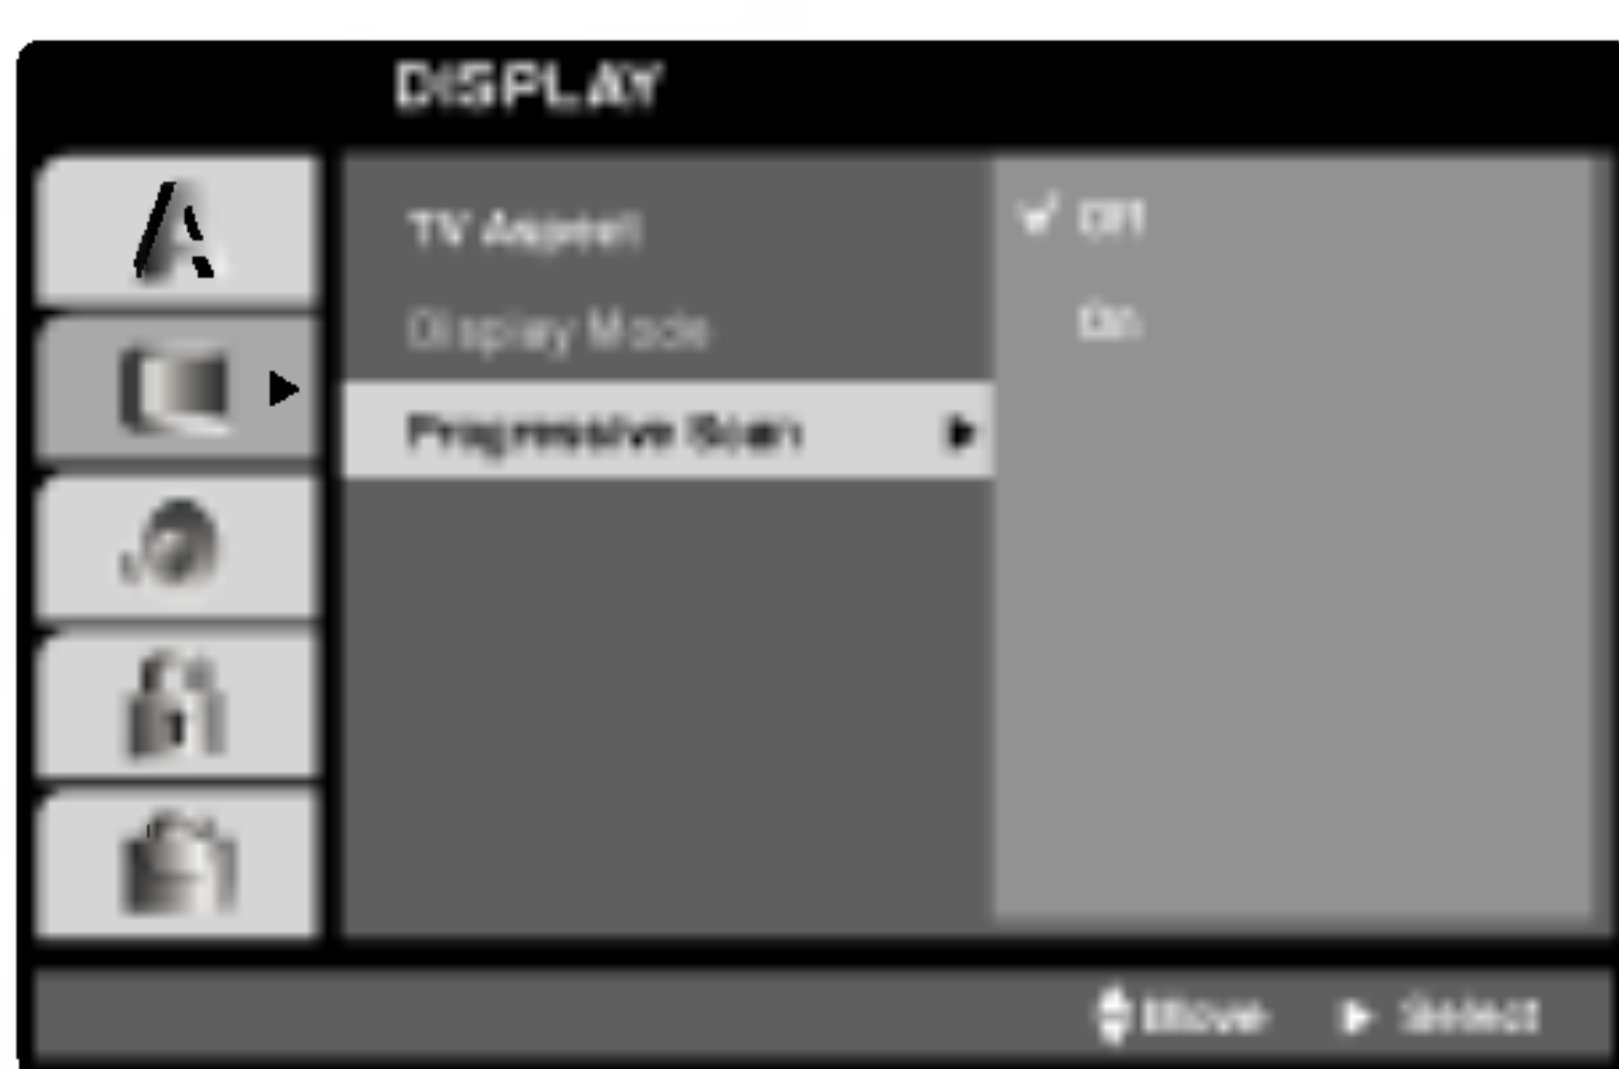 DISPLAY
TV Aspect
Display Mode
Progressive Scan
Off
On
Move
Select